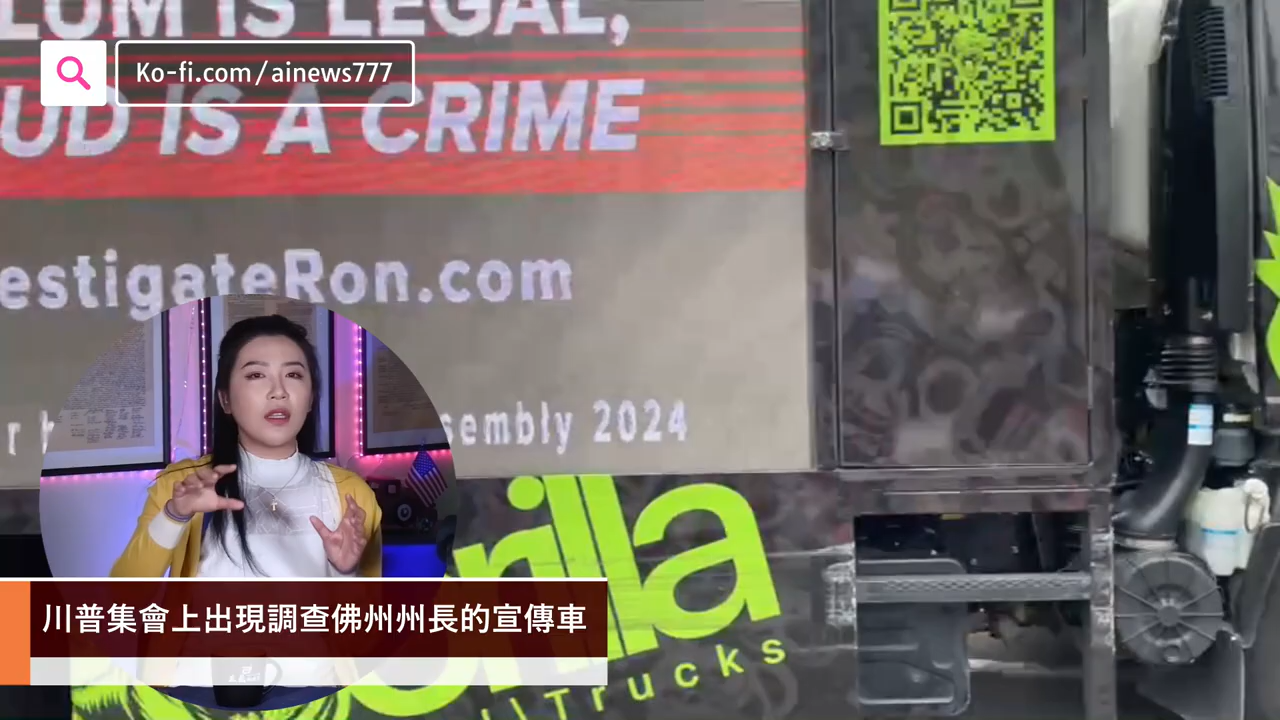 LUM IS LEGAL,
Ko-fi.com/ainews777
UD IS A CRIME
estigateRon.com
sembly 2024
rilla
Trucks
川普集會上出現調查佛州州長的宣傳車